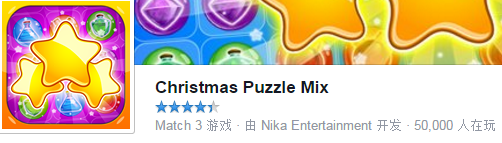 Christmas Puzzle Mix
Match 3 游戏 · 由 Nika Entertainment 开发 · 50,000 人在玩